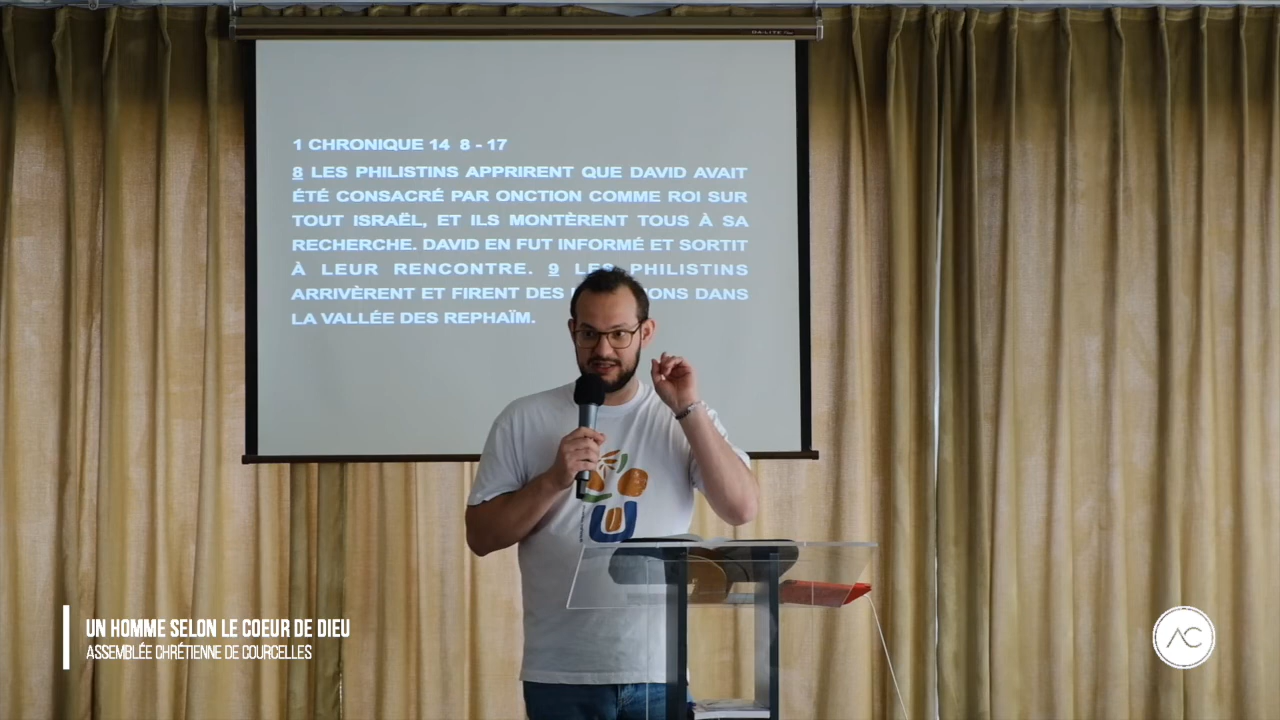 DA-LITE
1 CHRONIQUE 14 8 - 17
8 LES PHILISTINS APPRIRENT QUE DAVID AVAIT
ÉTÉ CONSACRÉ PAR ONCTION COMME ROI SUR
TOUT ISRAËL, ET ILS MONTÈRENT TOUS À SA
RECHERCHE. DAVID EN FUT INFORMÉ ET SORTIT
À LEUR RENCONTRE. 9 LES PHILISTINS
ARRIVÈRENT ET FIRENT DES DANS
LA VALLÉE DES REPHAÏM.
UN HOMME SELON LE COEUR DE DIEU
ASSEMBLÉE CHRÉTIENNE DE COURCELLES
AC